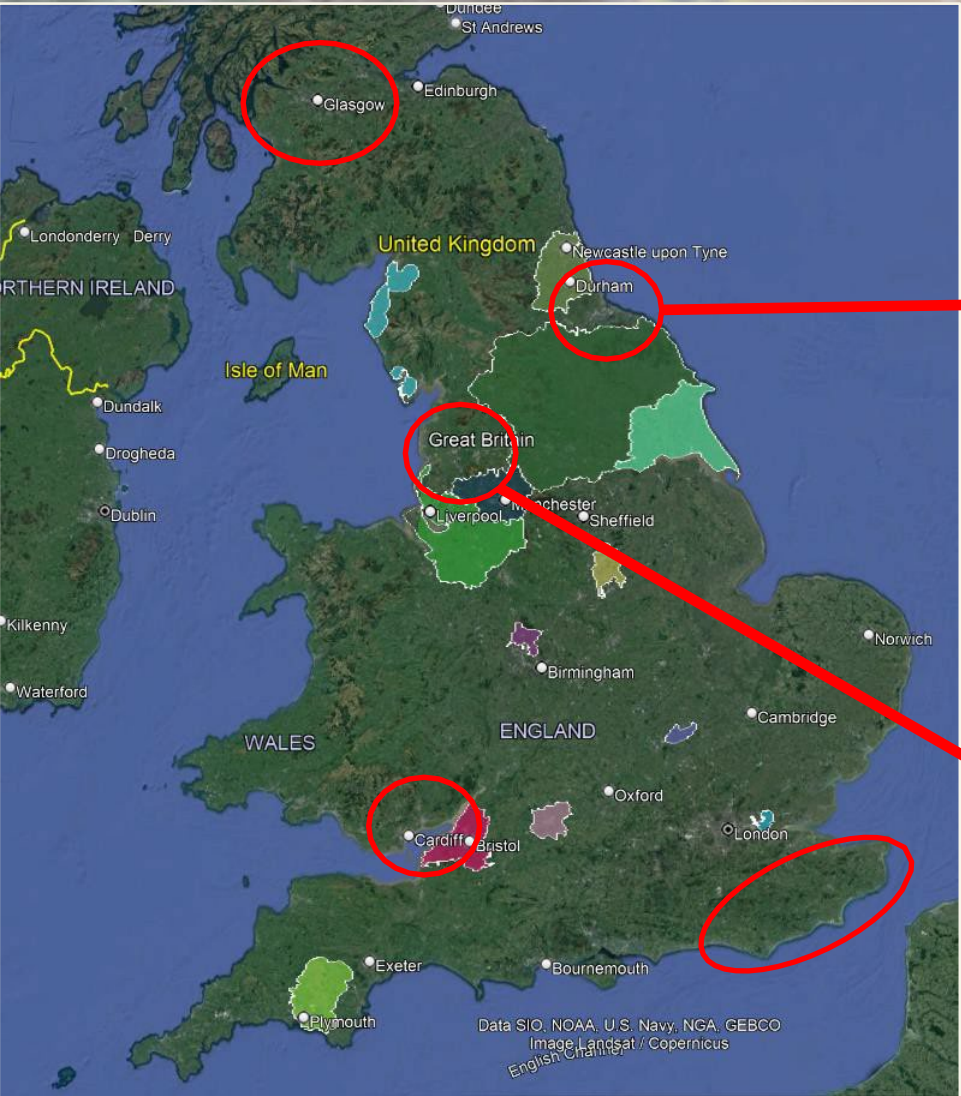 Dundee
St Andrews
Glasgow
Edinburgh
Londonderry Derry
United Kingdom
Newcastle upon Tyne
RTHERN IRELAND
Durham
Isle of Man
Dundalk
Great Britain
Drogheda
Manchester
Dublin
Liverpool
Sheffield
Kilkenny
Norwich
Birmingham
Waterford
Cambridge
WALES
ENGLAND
Oxford
London
Cardiff
Bristol
Exeter
Bournemouth
Plymouth
Data SIO, NOAA, U.S. Navy, NGA, GEBCO
Image Landsat / Copernicus
English Channel